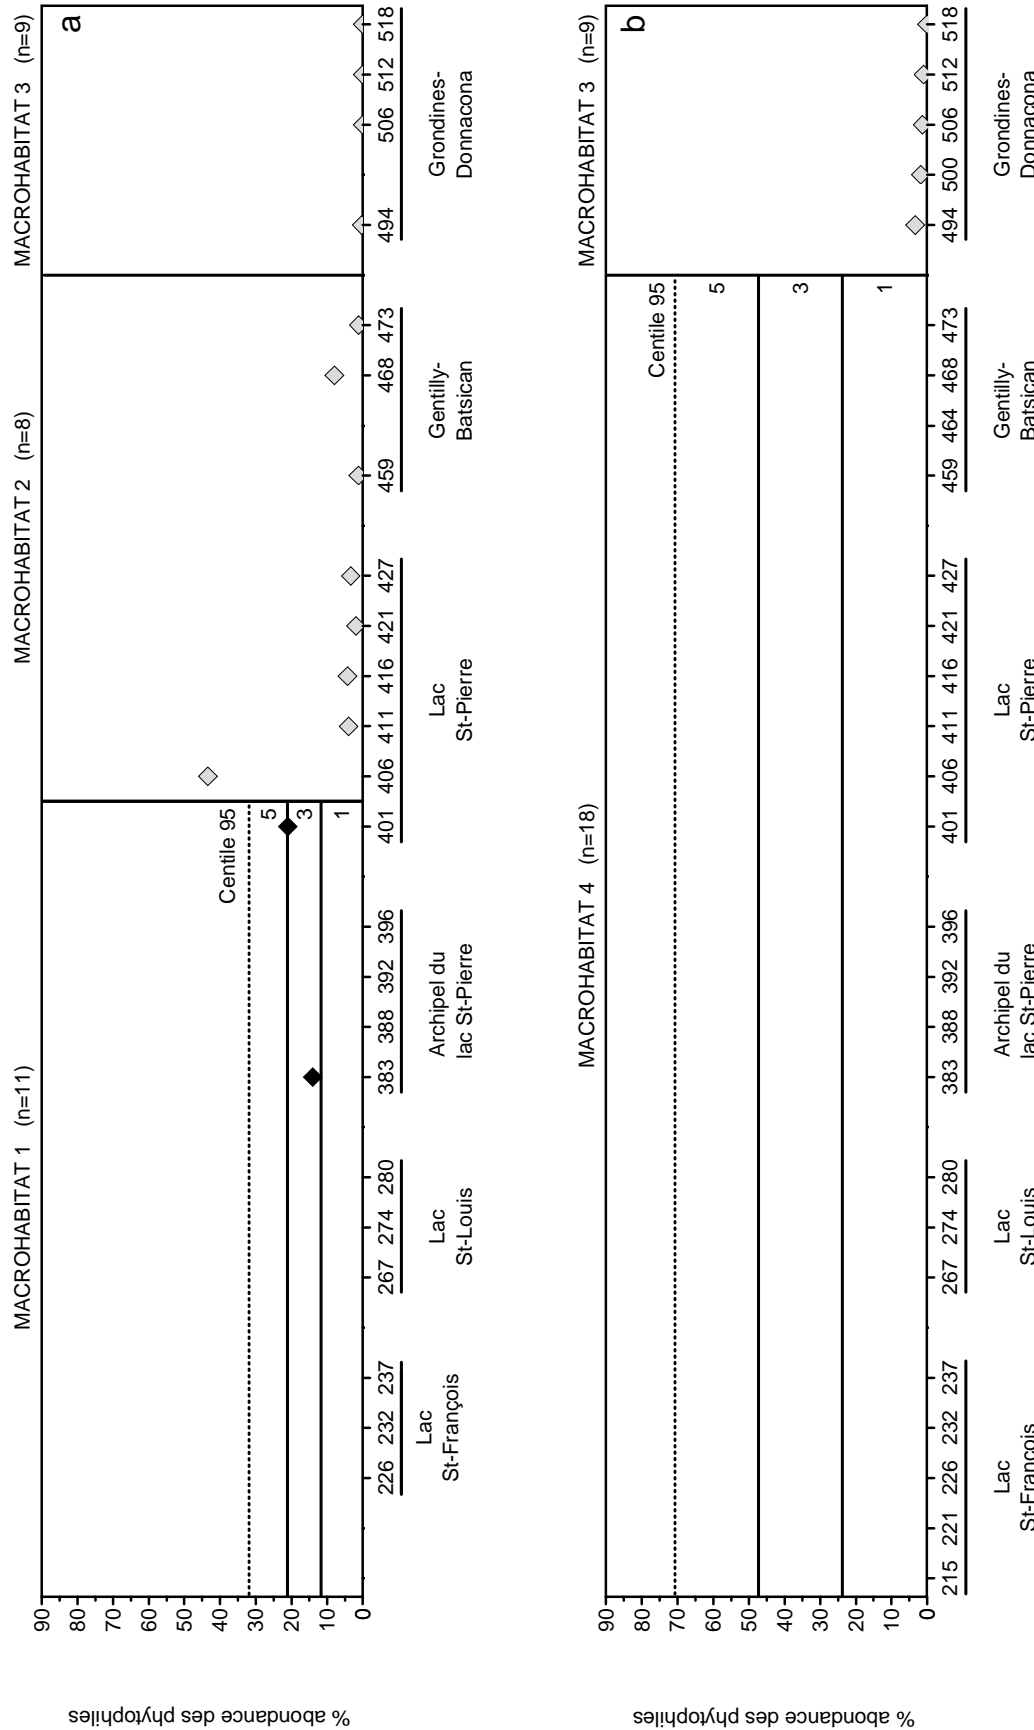 MACROHABITAT 1 (n=11) MACROHABITAT 2 (n=8) MACROHABITAT 3 (n=9)
a
% abondance des phytophiles
90
80
70
60
50
40
30
20
10
0
Centile 95
5
3
1
226 232 237 267 274 280 383 388 392 396 401 406 411 416 421 427 459 468 473 494 506 512 518
Lac Lac Archipel du Lac Gentilly- Grondines-
St-François St-Louis lac St-Pierre St-Pierre Batsican Donnacona
MACROHABITAT 4 (n=18) MACROHABITAT 3 (n=9)
b
% abondance des phytophiles
90
80
70
60
50
40
30
20
10
0
Centile 95
5
3
1
215 221 226 232 237 267 274 280 383 388 392 396 401 406 411 416 421 427 459 464 468 473 494 500 506 512 518
Lac Lac Archipel du Lac Gentilly- Grondines-
St-François St-Louis lac St-Pierre St-Pierre Batsican Donnacona